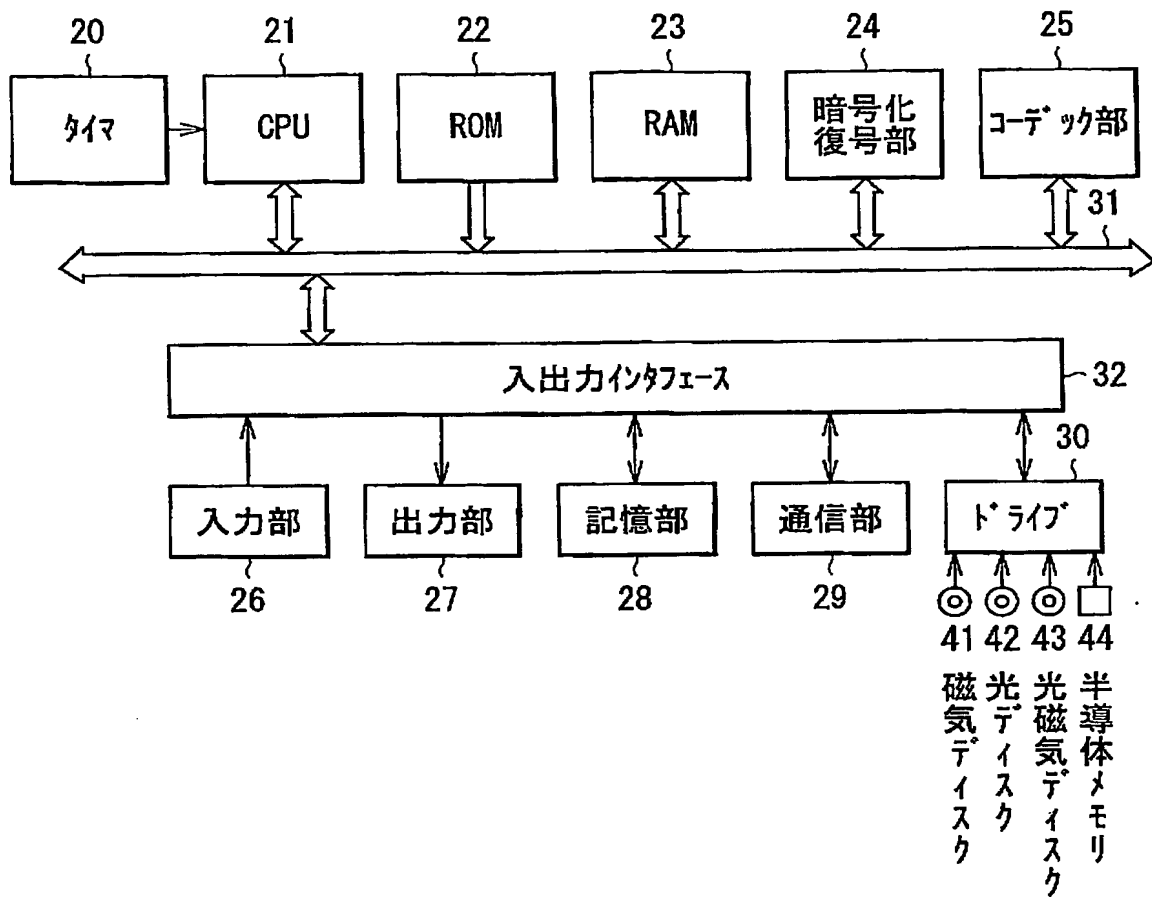 20 21 22 23 24 25
タイマ CPU ROM RAM 暗号化 コーデック部
復号部
31
入出力インタフェース 32
30
入力部 出力部 記憶部 通信部 ドライブ
26 27 28 29
41 42 43 44
磁気ディスク
光ディスク
光磁気ディスク
半導体メモリ